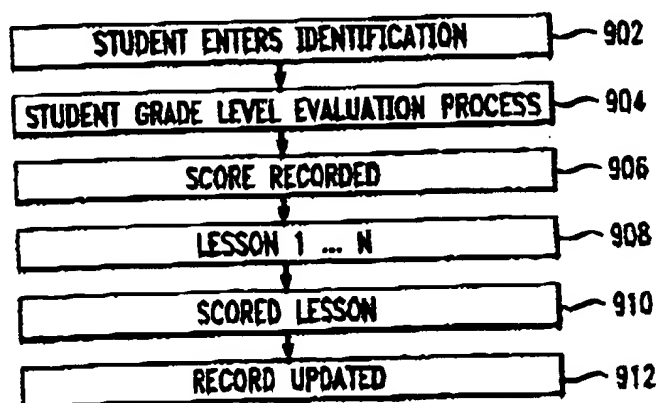 STUDENT ENTERS IDENTIFICATION 902
STUDENT GRADE LEVEL EVALUATION PROCESS 904
SCORE RECORDED 906
LESSON 1 ... N 908
SCORED LESSON 910
RECORD UPDATED 912